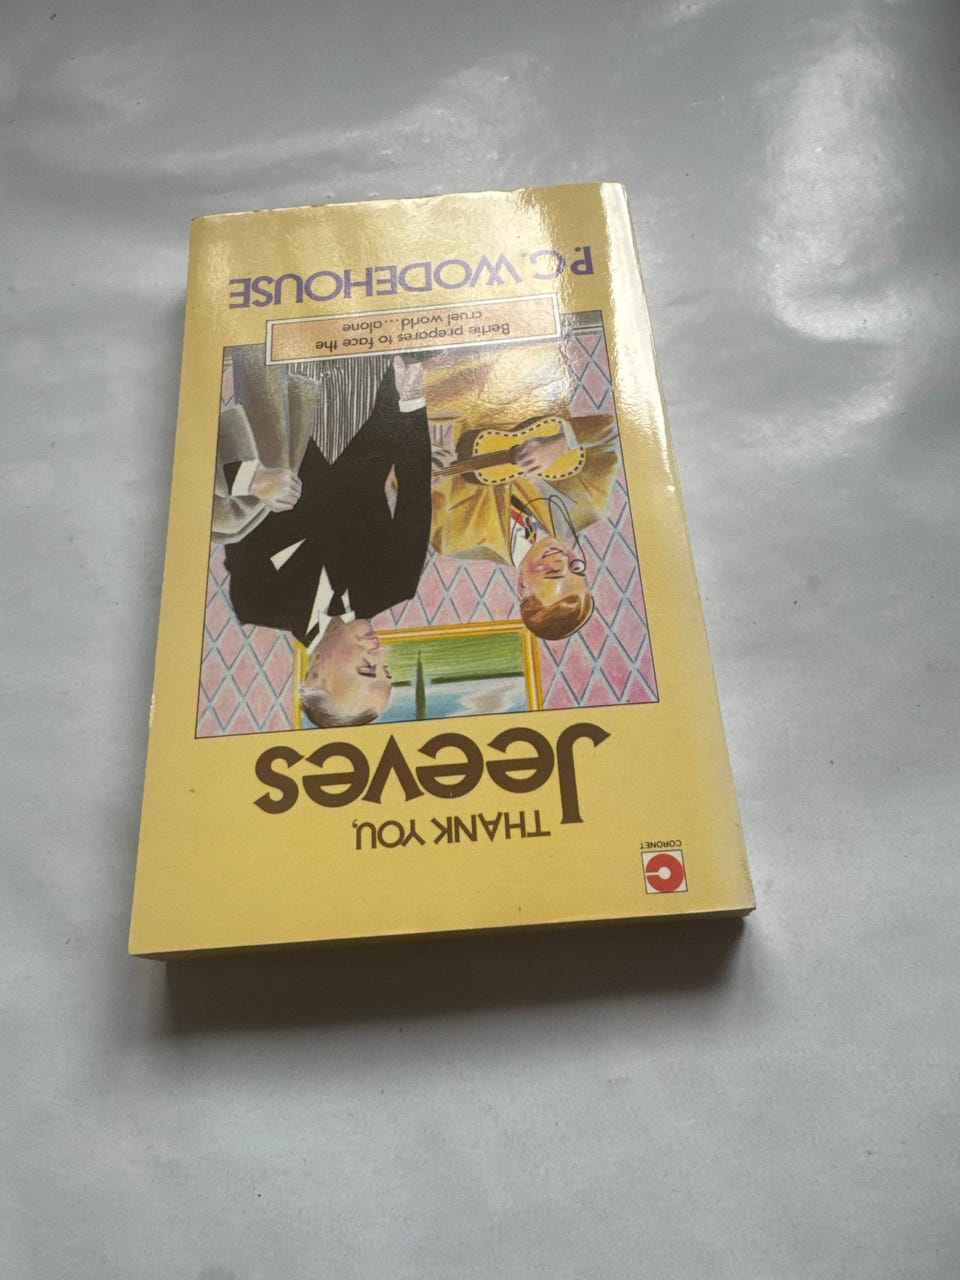 CORONET
THANK YOU,
Jeeves
Bertie prepares to face the
cruel world...alone
P.G. WODEHOUSE